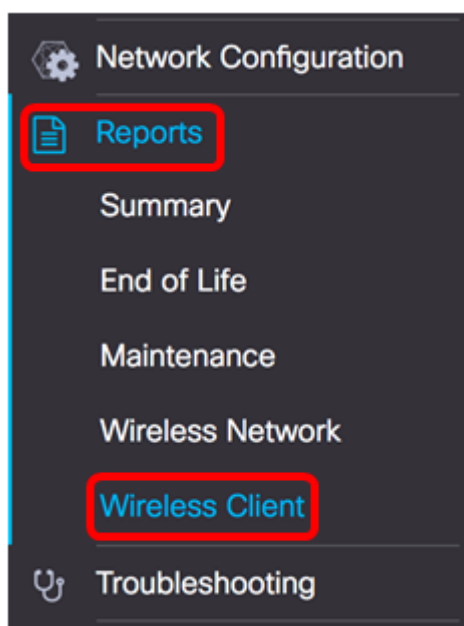 Network Configuration
Reports
Summary
End of Life
Maintenance
Wireless Network
Wireless Client
Troubleshooting